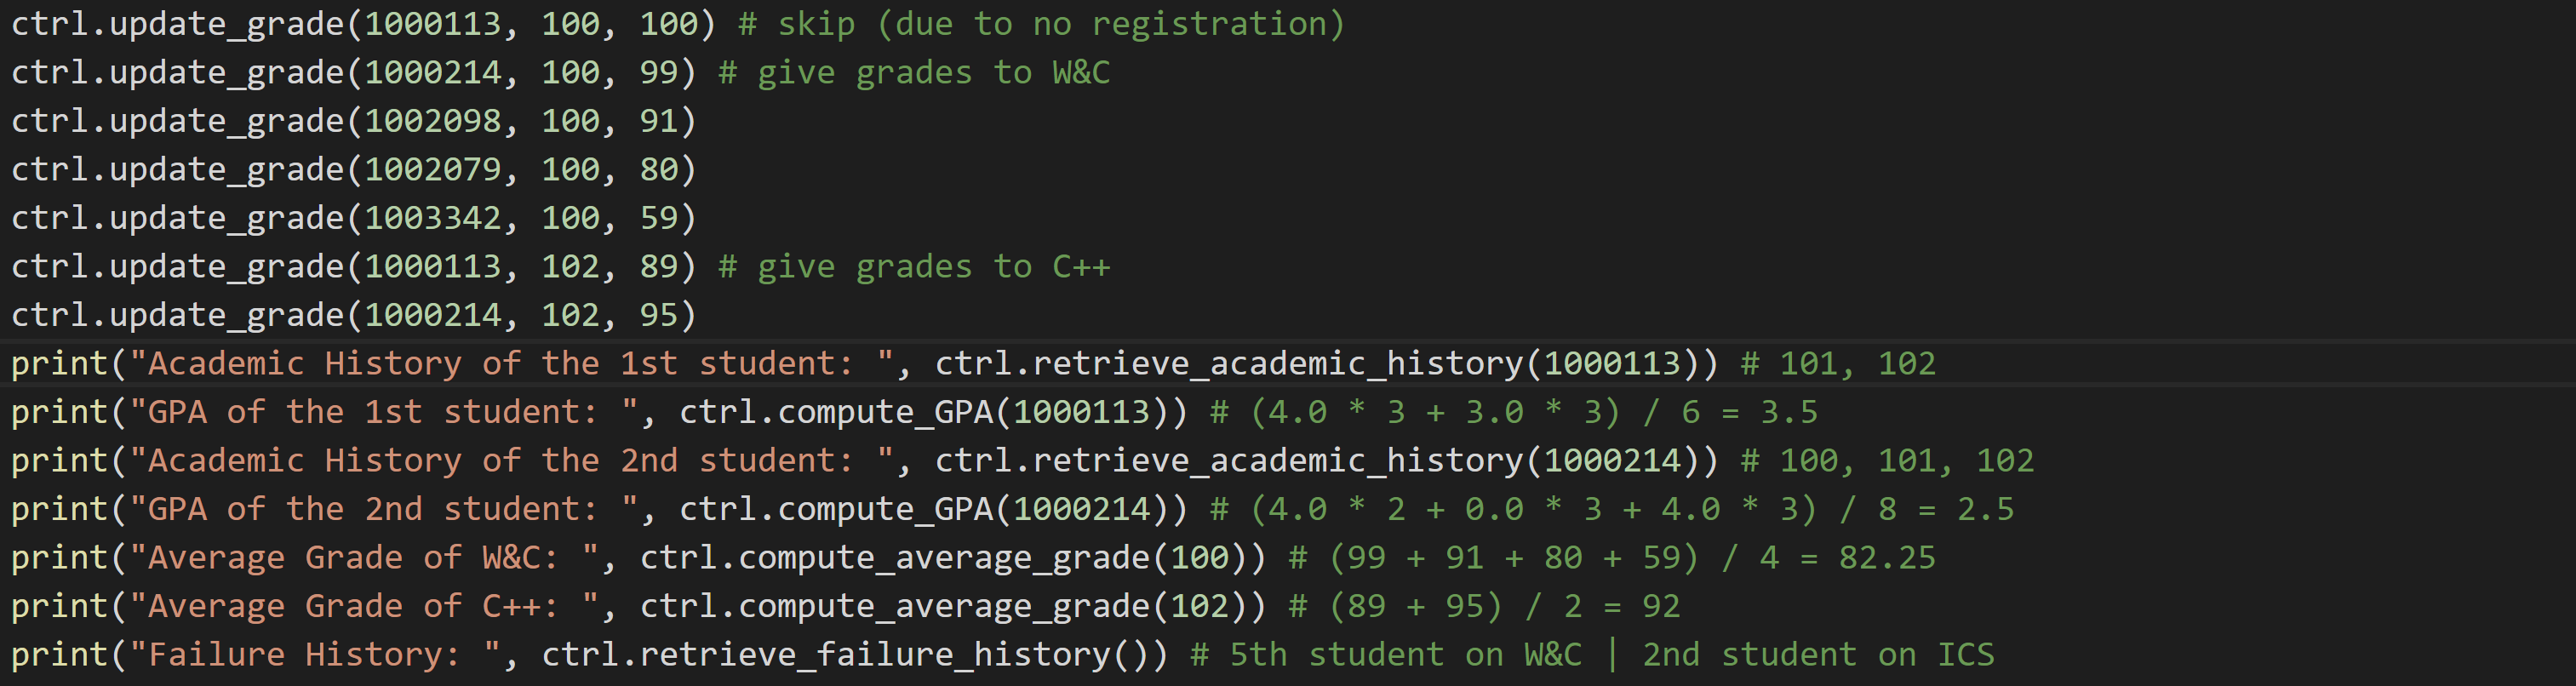 ctrl.update_grade(1000113, 100, 100) # skip (due to no registration)
ctrl.update_grade(1000214, 100, 99) # give grades to W&C
ctrl.update_grade(1002098, 100, 91)
ctrl.update_grade(1002079, 100, 80)
ctrl.update_grade(1003342, 100, 59)
ctrl.update_grade(1000113, 102, 89) # give grades to C++
ctrl.update_grade(1000214, 102, 95)
print("Academic History of the 1st student: ", ctrl.retrieve_academic_history(1000113)) # 101, 102
print("GPA of the 1st student: ", ctrl.compute_GPA(1000113)) # (4.0 * 3 + 3.0 * 3) / 6 = 3.5
print("Academic History of the 2nd student: ", ctrl.retrieve_academic_history(1000214)) # 100, 101, 102
print("GPA of the 2nd student: ", ctrl.compute_GPA(1000214)) # (4.0 * 2 + 0.0 * 3 + 4.0 * 3) / 8 = 2.5
print("Average Grade of W&C: ", ctrl.compute_average_grade(100)) # (99 + 91 + 80 + 59) / 4 = 82.25
print("Average Grade of C++: ", ctrl.compute_average_grade(102)) # (89 + 95) / 2 = 92
print("Failure History: ", ctrl.retrieve_failure_history()) # 5th student on W&C | 2nd student on ICS